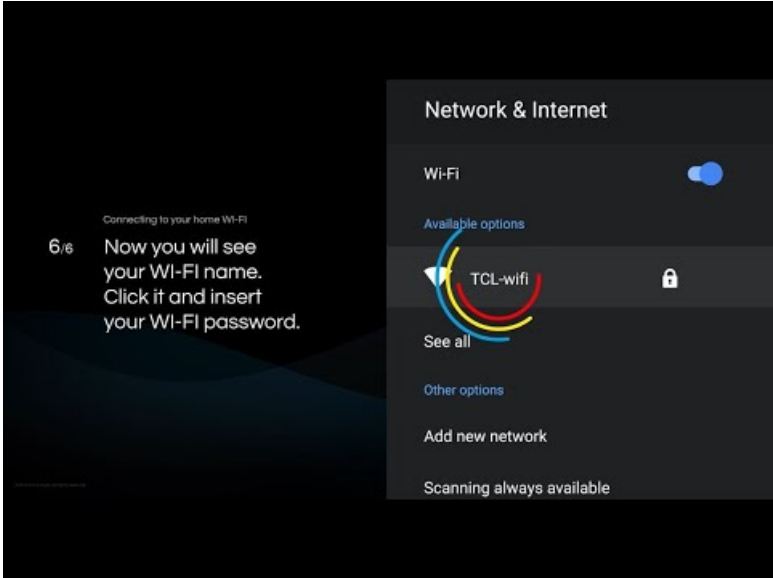 Connecting to your home WI-FI
6/6
Now you will see
your WI-FI name.
Click it and insert
your WI-FI password.
Network & Internet
Wi-Fi
Available options
TCL-wifi
See all
Other options
Add new network
Scanning always available